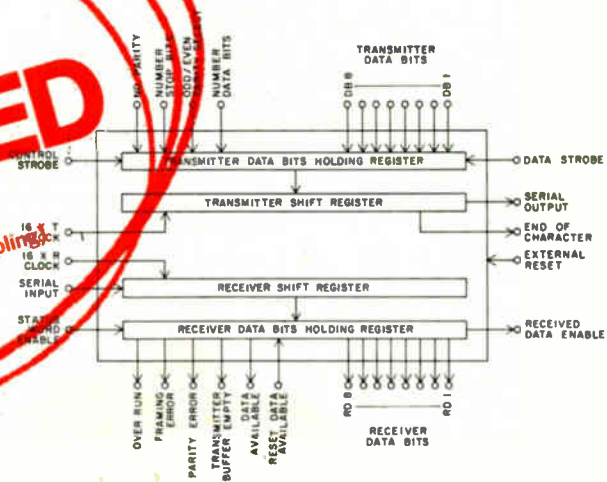 NO PARITY
NUMBER
STOP BITS
ODD/EVEN
NUMBER
DATA BITS
TRANSMITTER
DATA BITS
DB 8
DB 1
ED
CONTROL
STROBE
TRANSMITTER DATA BITS HOLDING REGISTER
DATA STROBE
TRANSMITTER SHIFT REGISTER
SERIAL
OUTPUT
16 X T
END OF
CHARACTER
16 X R
CLOCK
EXTERNAL
RESET
SERIAL
INPUT
RECEIVER SHIFT REGISTER
STATUS
WORD
ENABLE
RECEIVER DATA BITS HOLDING REGISTER
RECEIVED
DATA ENABLE
OVER RUN
FRAMING
ERROR
PARITY ERROR
TRANSMITTER
BUFFER EMPTY
DATA
AVAILABLE
RESET DATA
AVAILABLE
RD 8
RD 1
RECEIVER
DATA BITS